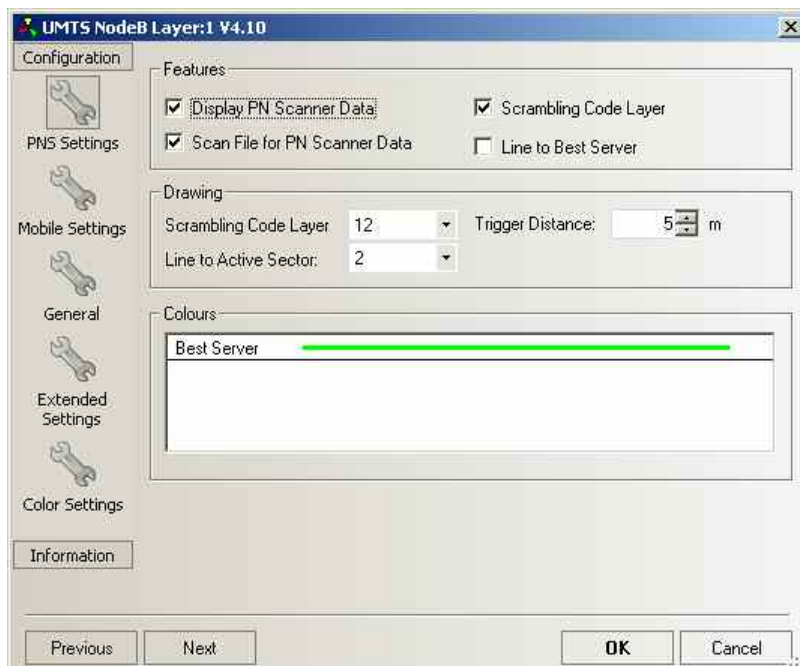 UMTS NodeB Layer:1 V4.10
Configuration
PNS Settings
Mobile Settings
General
Extended
Settings
Color Settings
Information
Features
Display PN Scanner Data
Scrambling Code Layer
Scan File for PN Scanner Data
Line to Best Server
Drawing
Scrambling Code Layer 12 Trigger Distance: 5 m
Line to Active Sector: 2
Colours
Best Server
Previous Next OK Cancel